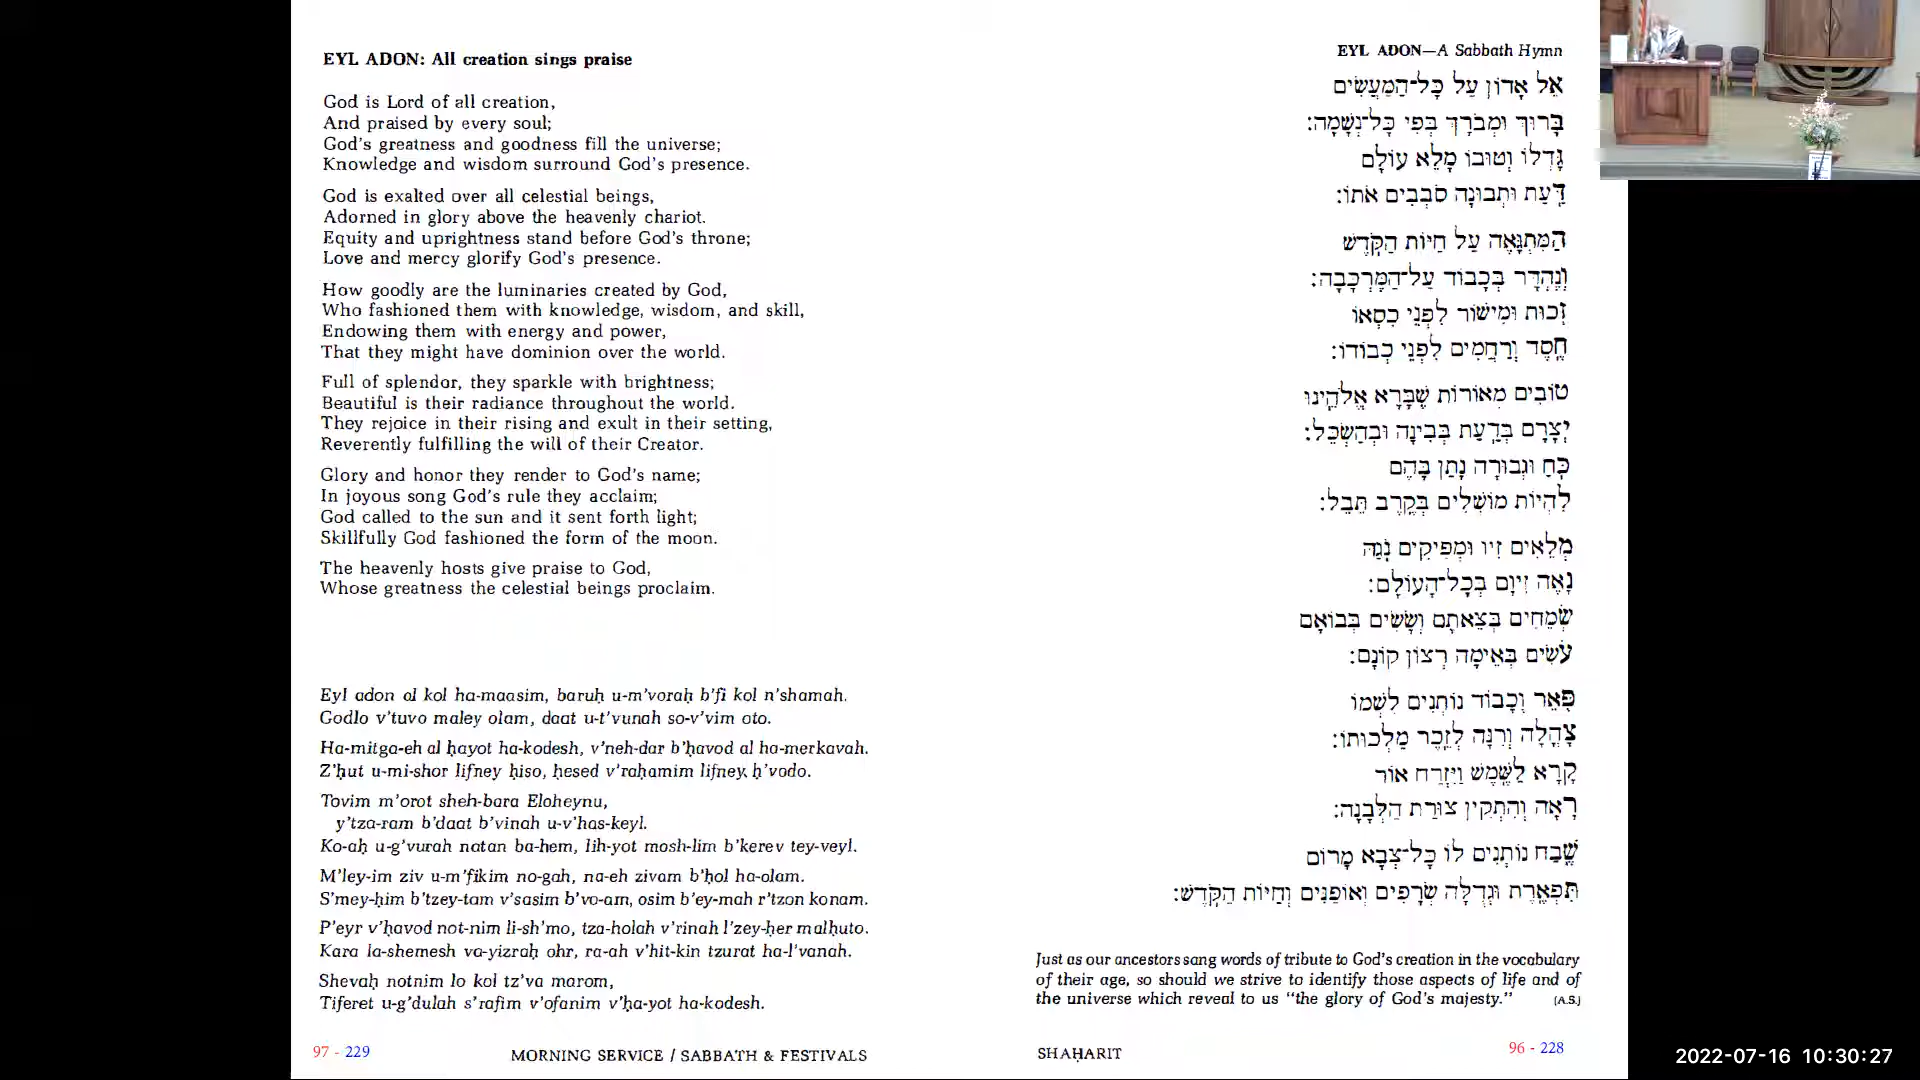 EYL ADON: All creation sings praise
God is Lord of all creation,
And praised by every soul;
God's greatness and goodness fill the universe;
Knowledge and wisdom surround God's presence.
God is exalted over all celestial beings,
Adorned in glory above the heavenly chariot.
Equity and uprightness stand before God's throne;
Love and mercy glorify God's presence.
How goodly are the luminaries created by God,
Who fashioned them with knowledge, wisdom, and skill,
Endowing them with energy and power,
That they might have dominion over the world.
Full of splendor, they sparkle with brightness;
Beautiful is their radiance throughout the world.
They rejoice in their rising and exult in their setting,
Reverently fulfilling the will of their Creator.
Glory and honor they render to God's name;
In joyous song God's rule they acclaim;
God called to the sun and it sent forth light;
Skillfully God fashioned the form of the moon.
The heavenly hosts give praise to God,
Whose greatness the celestial beings proclaim.
Eyl adon al kol ha-maasim, baruḥ u-m'voraḥ b'fi kol n'shamah.
Godlo v'tuvo maley olam, daat u-t'vunah so-v'vim oto.
Ha-mitga-eh al ḥayot ha-kodesh, v'neh-dar b'ḥavod al ha-merkavah.
Z'ḥut u-mi-shor lifney ḥiso, ḥesed v'raḥamim lifney ḥ'vodo.
Tovim m'orot sheh-bara Eloheynu,
y'tza-ram b'daat b'vinah u-v'has-keyl.
Ko-aḥ u-g'vurah natan ba-hem, lih-yot mosh-lim b'kerev tey-veyl.
M'ley-im ziv u-m'fikim no-gah, na-eh zivam b'ḥol ha-olam.
S'mey-ḥim b'tzey-tam v'sasim b'vo-am, osim b'ey-mah r'tzon konam.
P'eyr v'ḥavod not-nim li-sh'mo, tza-holah v'rinah l'zey-ḥer malḥuto.
Kara la-shemesh va-yizraḥ ohr, ra-ah v'hit-kin tzurat ha-l'vanah.
Shevaḥ notnim lo kol tz'va marom,
Tiferet u-g'dulah s'rafim v'ofanim v'ḥa-yot ha-kodesh.
97 - 229
MORNING SERVICE / SABBATH & FESTIVALS
EYL ADON—A Sabbath Hymn
אֵל אָדוֹן עַל כָּל־הַמַּעֲשִׂים
בָּרוּךְ וּמְבֹרָךְ בְּפִי כָּל־נְשָׁמָה:
גָּדְלוֹ וְטוּבוֹ מָלֵא עוֹלָם
דַּעַת וּתְבוּנָה סֹבְבִים אֹתוֹ:
הַמִּתְגָּאֶה עַל חַיּוֹת הַקֹּדֶשׁ
וְנֶהְדָּר בְּכָבוֹד עַל־הַמֶּרְכָּבָה:
זְכוּת וּמִישׁוֹר לִפְנֵי כִסְאוֹ
חֶסֶד וְרַחֲמִים לִפְנֵי כְבוֹדוֹ:
טוֹבִים מְאוֹרוֹת שֶׁבָּרָא אֱלֹהֵינוּ
יְצָרָם בְּדַעַת בְּבִינָה וּבְהַשְׂכֵּל:
כֹּחַ וּגְבוּרָה נָתַן בָּהֶם
לִהְיוֹת מוֹשְׁלִים בְּקֶרֶב תֵּבֵל:
מְלֵאִים זִיו וּמְפִיקִים נֹגַהּ
נָאֶה זִיוָם בְּכָל־הָעוֹלָם:
שְׂמֵחִים בְּצֵאתָם וְשָׂשִׂים בְּבוֹאָם
עֹשִׂים בְּאֵימָה רְצוֹן קוֹנָם:
פְּאֵר וְכָבוֹד נוֹתְנִים לִשְׁמוֹ
צָהֳלָה וְרִנָּה לְזֵכֶר מַלְכוּתוֹ:
קָרָא לַשֶּׁמֶשׁ וַיִּזְרַח אוֹר
רָאָה וְהִתְקִין צוּרַת הַלְּבָנָה:
שֶׁבַח נוֹתְנִים לוֹ כָּל־צְבָא מָרוֹם
תִּפְאֶרֶת וּגְדֻלָּה שְׂרָפִים וְאוֹפַנִּים וְחַיּוֹת הַקֹּדֶשׁ:
Just as our ancestors sang words of tribute to God's creation in the vocabulary
of their age, so should we strive to identify those aspects of life and of
the universe which reveal to us "the glory of God's majesty." (A.S.)
SHAḤARIT
96 - 228
2022-07-16 10:30:27